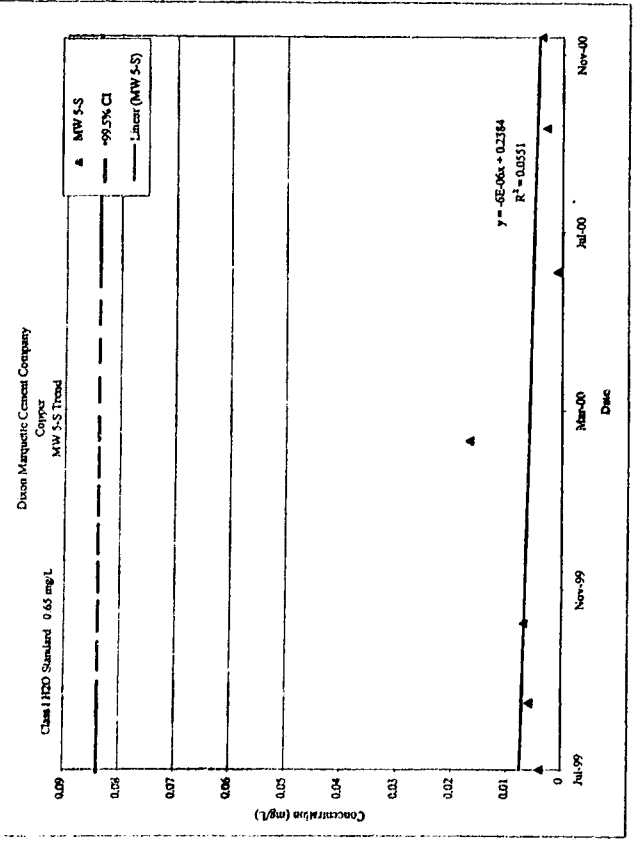 Dixon Marquette Cement Company
Copper
MW 5-S Trend
Class I H2O Standard 0.65 mg/L
MW 5-S
+99.5% CI
Linear (MW 5-S)
0.09
0.08
0.07
0.06
0.05
0.04
0.03
0.02
0.01
0
Concentration (mg/L)
y = -6E-06x + 0.2384
R² = 0.0551
Jul-99
Nov-99
Mar-00
Jul-00
Nov-00
Date